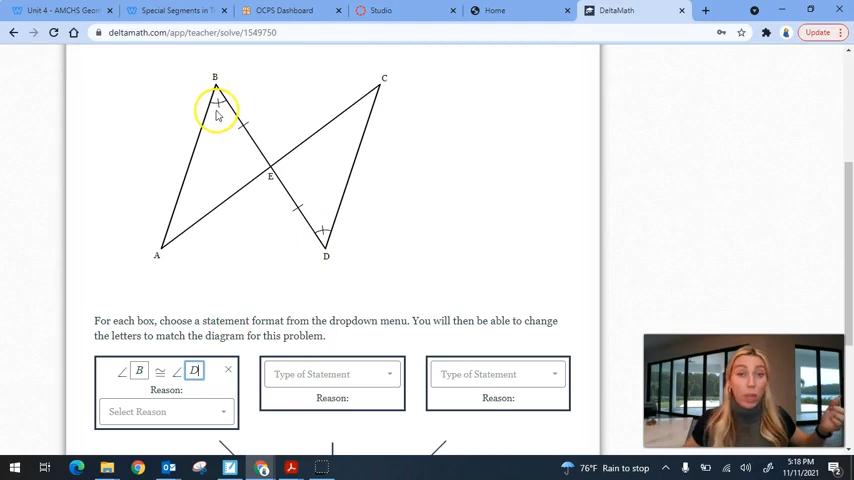 Unit 4 - AMCHS Geom
Special Segments in T
OCPS Dashboard
Studio
Home
DeltaMath
deltamath.com/app/teacher/solve/1549750
Update
B
C
E
A
D
For each box, choose a statement format from the dropdown menu. You will then be able to change
the letters to match the diagram for this problem.
∠ B ≅ ∠ D
Reason:
Select Reason
Type of Statement
Reason:
Type of Statement
Reason:
76°F Rain to stop
5:18 PM
11/11/2021
2